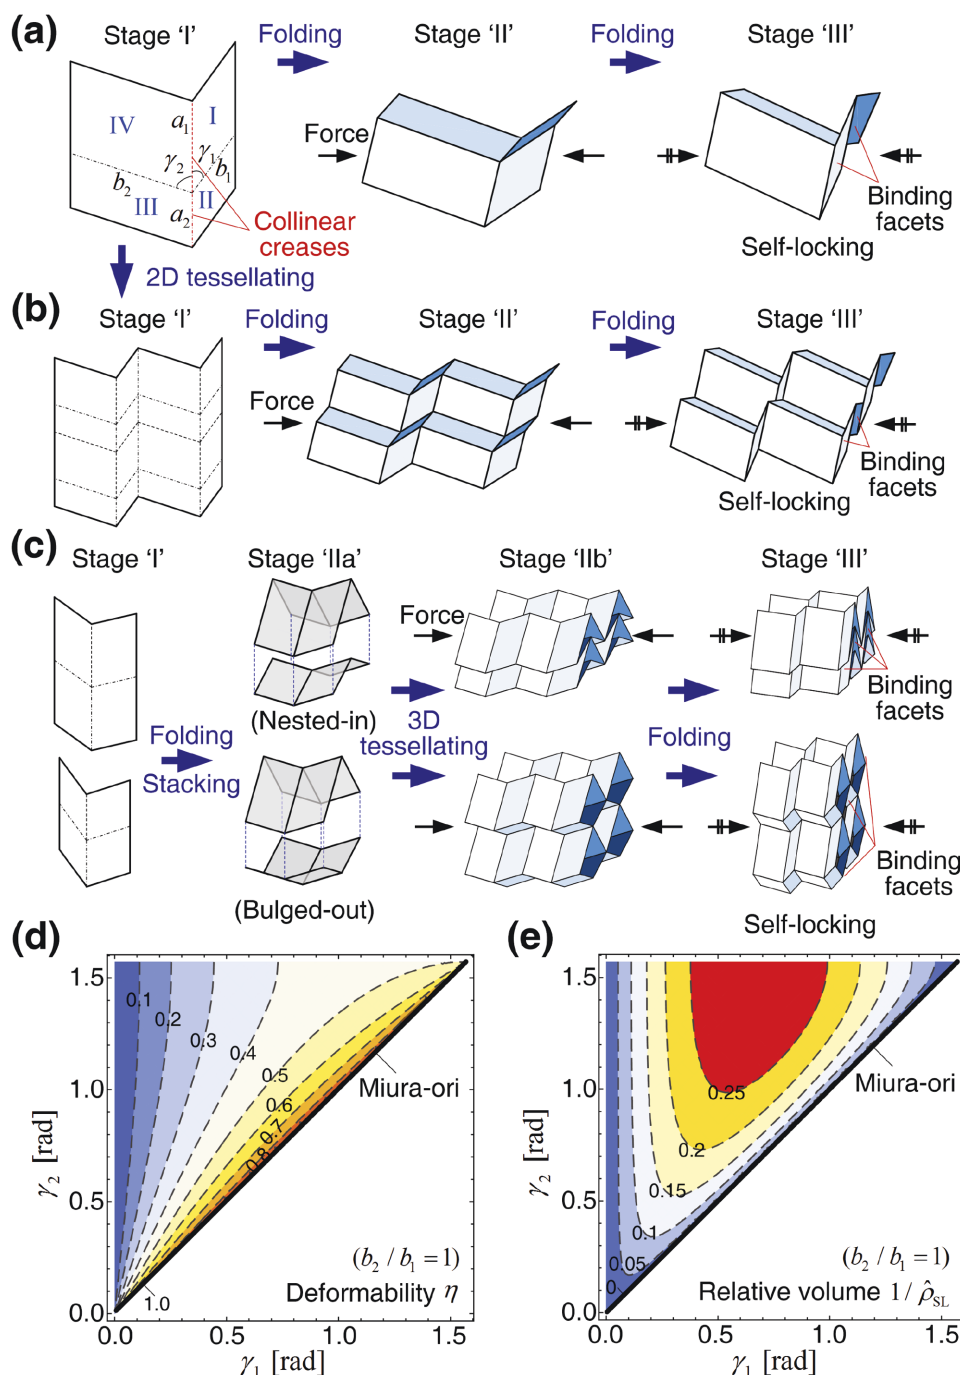 (a)
Stage ‘I’
Folding
Stage ‘II’
Folding
Stage ‘III’
IV
a₁
I
γ₂
γ₁
b₁
b₂
III
a₂
II
Collinear
creases
Force
Binding
facets
Self-locking
2D tessellating
(b)
Stage ‘I’
Folding
Stage ‘II’
Folding
Stage ‘III’
Force
Binding
facets
Self-locking
(c)
Stage ‘I’
Stage ‘IIa’
Stage ‘IIb’
Stage ‘III’
Force
(Nested-in)
Folding
Stacking
3D
tessellating
Folding
Binding
facets
(Bulged-out)
Binding
facets
Self-locking
(d)
1.5
1.0
0.5
0.0
γ₂ [rad]
0.1
0.2
0.3
0.4
0.5
0.6
0.7
0.8
1.0
Miura-ori
(b₂ / b₁ = 1)
Deformability η
0.0
0.5
1.0
1.5
γ₁ [rad]
(e)
1.5
1.0
0.5
0.0
γ₂ [rad]
0.25
0.2
0.15
0.1
0.05
0
Miura-ori
(b₂ / b₁ = 1)
Relative volume 1 / ρ̂_SL
0.0
0.5
1.0
1.5
γ₁ [rad]